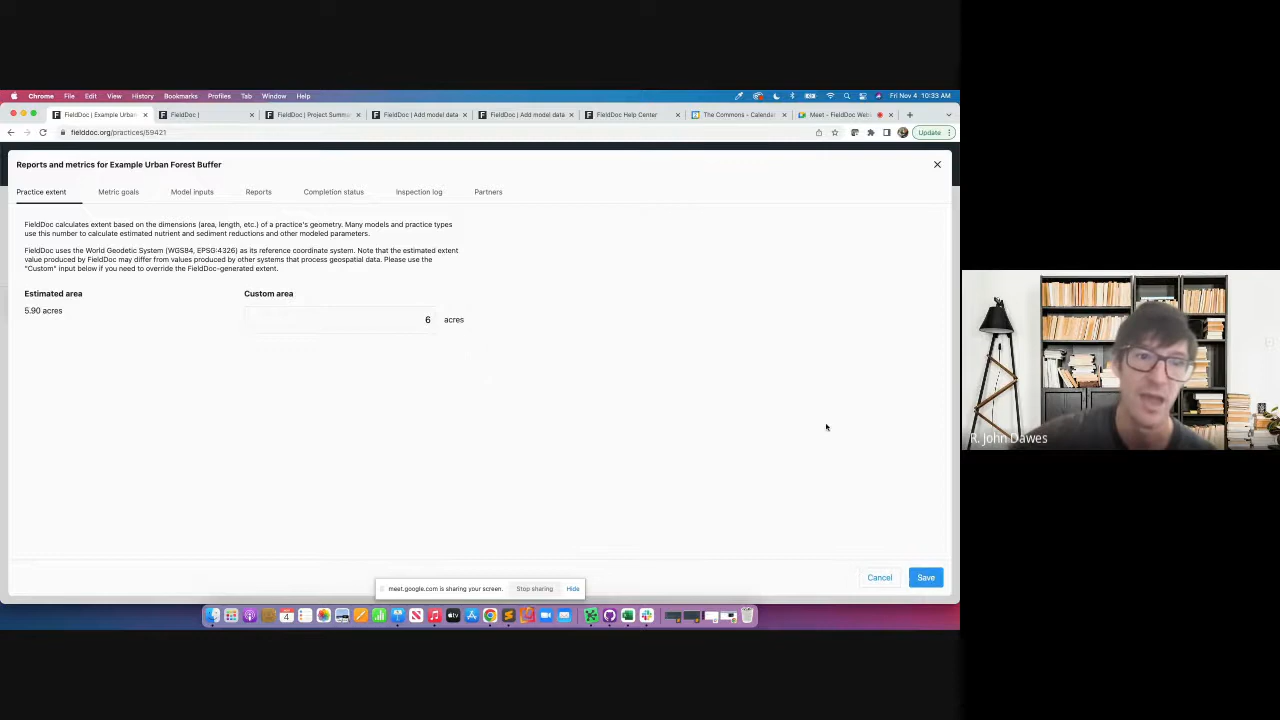 Chrome File Edit View History Bookmarks Profiles Tab Window Help
Fri Nov 4 10:33 AM
FieldDoc | Example Urban
FieldDoc |
FieldDoc | Project Summa
FieldDoc | Add model data
FieldDoc | Add model data
FieldDoc Help Center
The Commons - Calendar
Meet - FieldDoc Web
fielddoc.org/practices/59421
Update
Reports and metrics for Example Urban Forest Buffer
Practice extent Metric goals Model inputs Reports Completion status Inspection log Partners
FieldDoc calculates extent based on the dimensions (area, length, etc.) of a practice's geometry. Many models and practice types
use this number to calculate estimated nutrient and sediment reductions and other modeled parameters.
FieldDoc uses the World Geodetic System (WGS84, EPSG:4326) as its reference coordinate system. Note that the estimated extent
value produced by FieldDoc may differ from values produced by other systems that process geospatial data. Please use the
"Custom" input below if you need to override the FieldDoc-generated extent.
Estimated area Custom area
5.90 acres
6 acres
R. John Dawes
Cancel Save
meet.google.com is sharing your screen. Stop sharing Hide